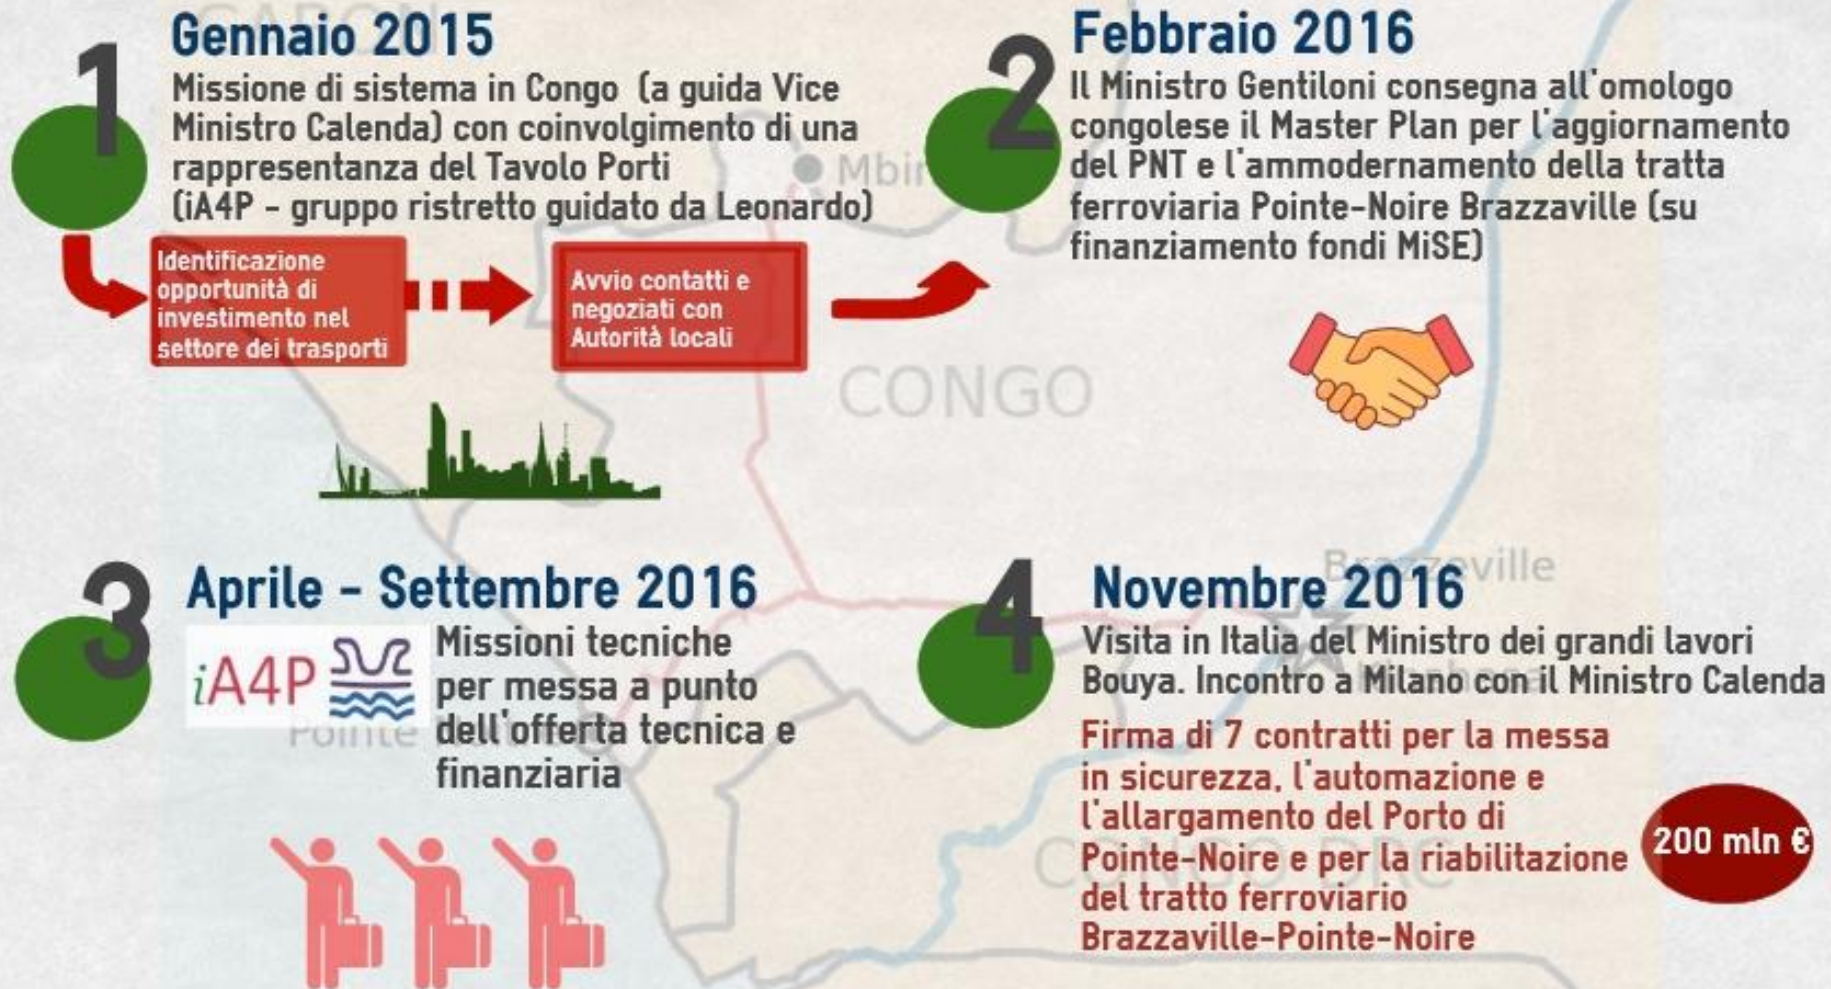 GABON
1
Gennaio 2015
Missione di sistema in Congo (a guida Vice
Ministro Calenda) con coinvolgimento di una
rappresentanza del Tavolo Porti
(iA4P - gruppo ristretto guidato da Leonardo)
Identificazione
opportunità di
investimento nel
settore dei trasporti
Avvio contatti e
negoziati con
Autorità locali
2
Febbraio 2016
Il Ministro Gentiloni consegna all'omologo
congolese il Master Plan per l'aggiornamento
del PNT e l'ammodernamento della tratta
ferroviaria Pointe-Noire Brazzaville (su
finanziamento fondi MiSE)
CONGO
3
Aprile - Settembre 2016
iA4P
Missioni tecniche
per messa a punto
dell'offerta tecnica e
finanziaria
Pointe
Brazzeville
4
Novembre 2016
Visita in Italia del Ministro dei grandi lavori
Bouya. Incontro a Milano con il Ministro Calenda
Firma di 7 contratti per la messa
in sicurezza, l'automazione e
l'allargamento del Porto di
Pointe-Noire e per la riabilitazione
del tratto ferroviario
Brazzaville-Pointe-Noire
200 mln €
CONGO DRC